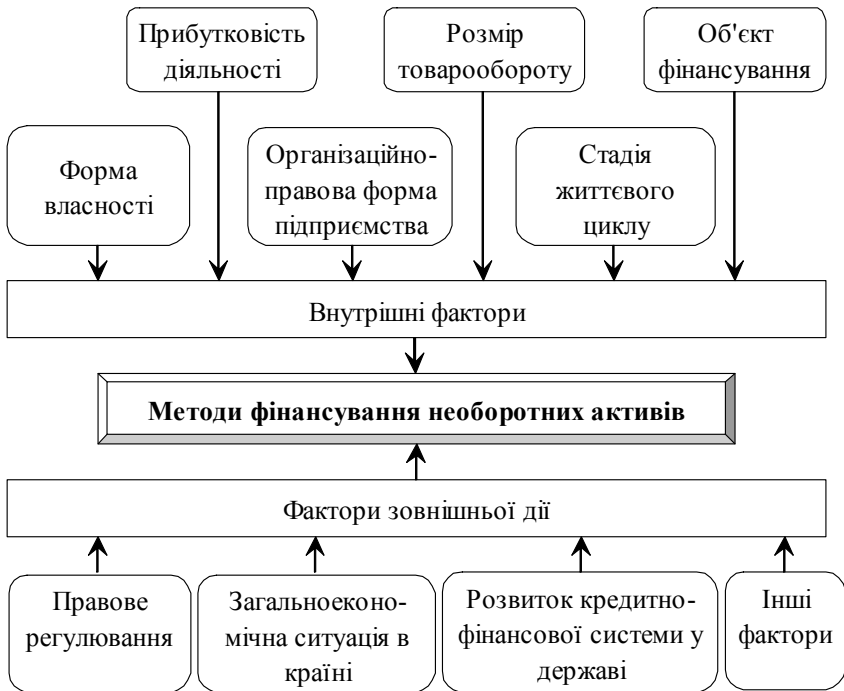 Прибутковість
діяльності
Розмір
товарообороту
Об'єкт
фінансування
Форма
власності
Організаційно-
правова форма
підприємства
Стадія
життєвого
циклу
Внутрішні фактори
Методи фінансування необоротних активів
Фактори зовнішньої дії
Правове
регулювання
Загальноеконо-
мічна ситуація в
країні
Розвиток кредитно-
фінансової системи у
державі
Інші
фактори